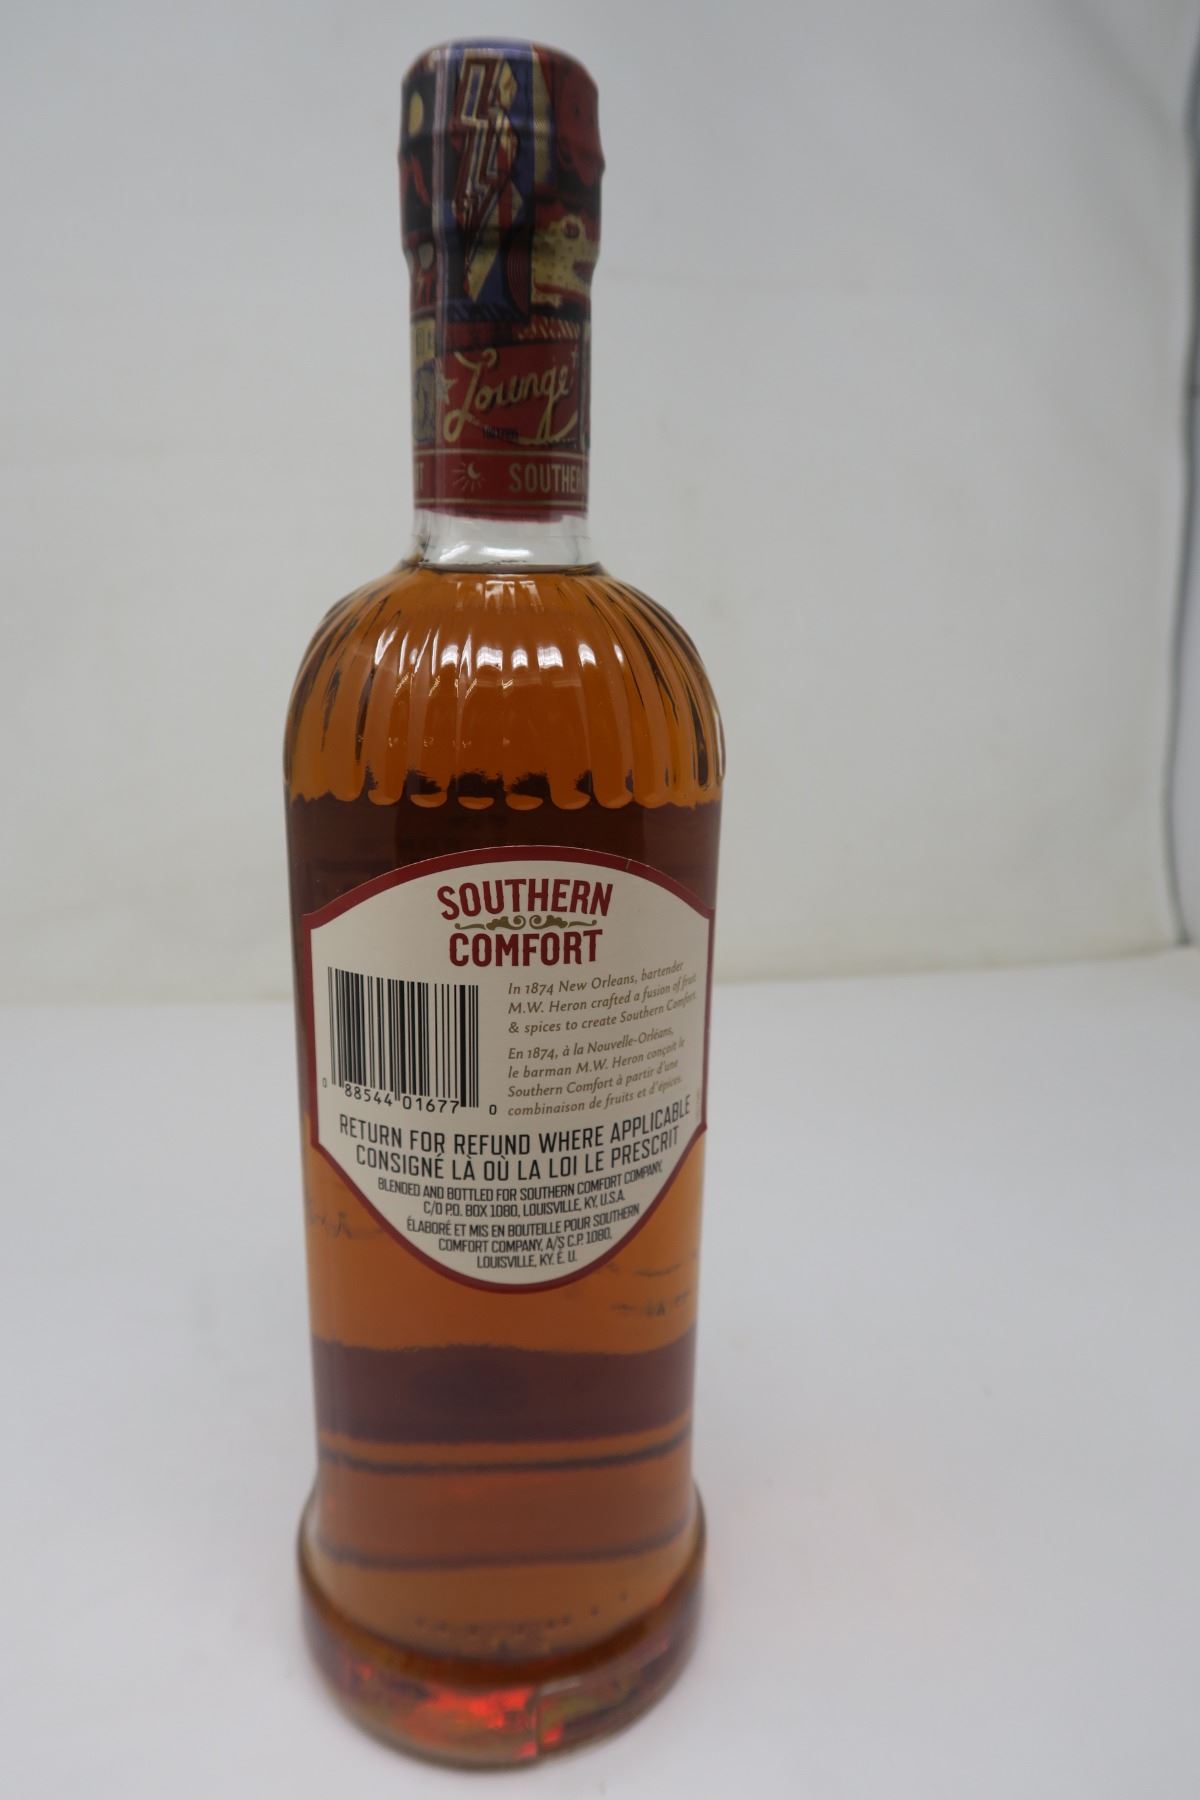 Lounge
SOUTHERN
SOUTHERN
COMFORT
In 1874 New Orleans, bartender
M.W. Heron crafted a fusion of fruit
& spices to create Southern Comfort.
En 1874, à la Nouvelle-Orléans,
le barman M.W. Heron conçoit le
Southern Comfort à partir d'une
combinaison de fruits et d'épices.
0 88544 01677 0
RETURN FOR REFUND WHERE APPLICABLE
CONSIGNÉ LÀ OÙ LA LOI LE PRESCRIT
BLENDED AND BOTTLED FOR SOUTHERN COMFORT COMPANY,
C/O P.O. BOX 1080, LOUISVILLE, KY, U.S.A.
ÉLABORÉ ET MIS EN BOUTEILLE POUR SOUTHERN
COMFORT COMPANY, A/S C.P. 1080,
LOUISVILLE, KY. É. U.